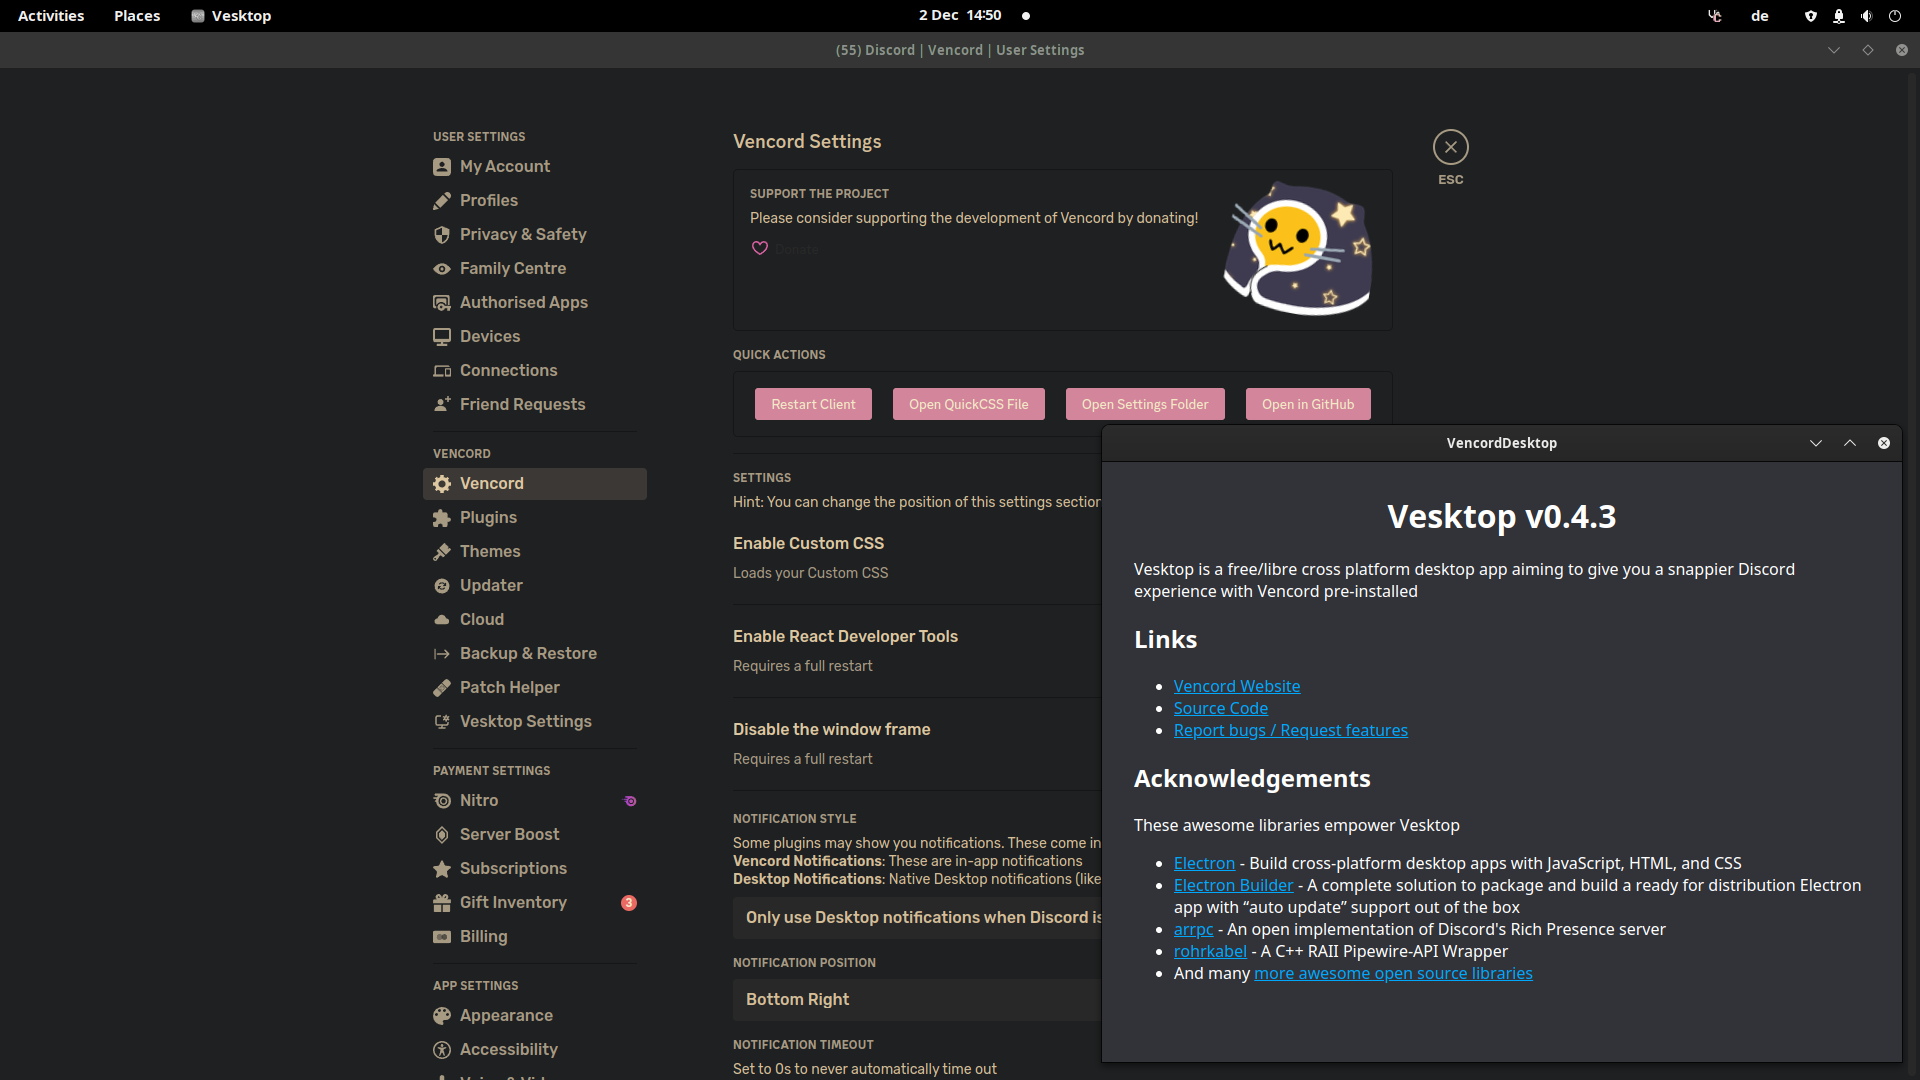 Activities
Places
Vesktop
2 Dec 14:50
de
(55) Discord | Vencord | User Settings
USER SETTINGS
My Account
Profiles
Privacy & Safety
Family Centre
Authorised Apps
Devices
Connections
Friend Requests
VENCORD
Vencord
Plugins
Themes
Updater
Cloud
Backup & Restore
Patch Helper
Vesktop Settings
PAYMENT SETTINGS
Nitro
Server Boost
Subscriptions
Gift Inventory
3
Billing
APP SETTINGS
Appearance
Accessibility
Vencord Settings
SUPPORT THE PROJECT
Please consider supporting the development of Vencord by donating!
Donate
ESC
QUICK ACTIONS
Restart Client
Open QuickCSS File
Open Settings Folder
Open in GitHub
SETTINGS
Hint: You can change the position of this settings section
Enable Custom CSS
Loads your Custom CSS
Enable React Developer Tools
Requires a full restart
Disable the window frame
Requires a full restart
NOTIFICATION STYLE
Some plugins may show you notifications. These come in
Vencord Notifications: These are in-app notifications
Desktop Notifications: Native Desktop notifications (like
Only use Desktop notifications when Discord is
NOTIFICATION POSITION
Bottom Right
NOTIFICATION TIMEOUT
Set to 0s to never automatically time out
VencordDesktop
Vesktop v0.4.3
Vesktop is a free/libre cross platform desktop app aiming to give you a snappier Discord
experience with Vencord pre-installed
Links
Vencord Website
Source Code
Report bugs / Request features
Acknowledgements
These awesome libraries empower Vesktop
Electron - Build cross-platform desktop apps with JavaScript, HTML, and CSS
Electron Builder - A complete solution to package and build a ready for distribution Electron
app with “auto update” support out of the box
arrpc - An open implementation of Discord's Rich Presence server
rohrkabel - A C++ RAII Pipewire-API Wrapper
And many more awesome open source libraries